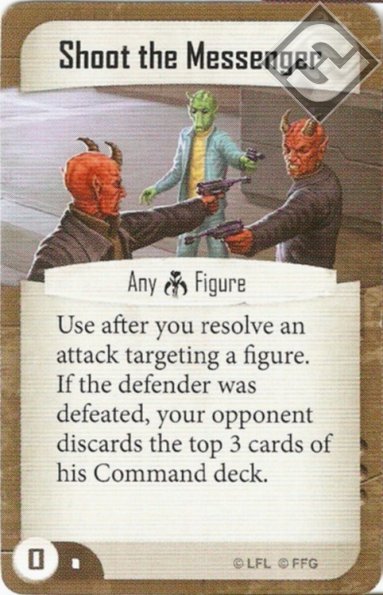 Shoot the Messenger
Any Figure
Use after you resolve an
attack targeting a figure.
If the defender was
defeated, your opponent
discards the top 3 cards of
his Command deck.
0
© LFL © FFG